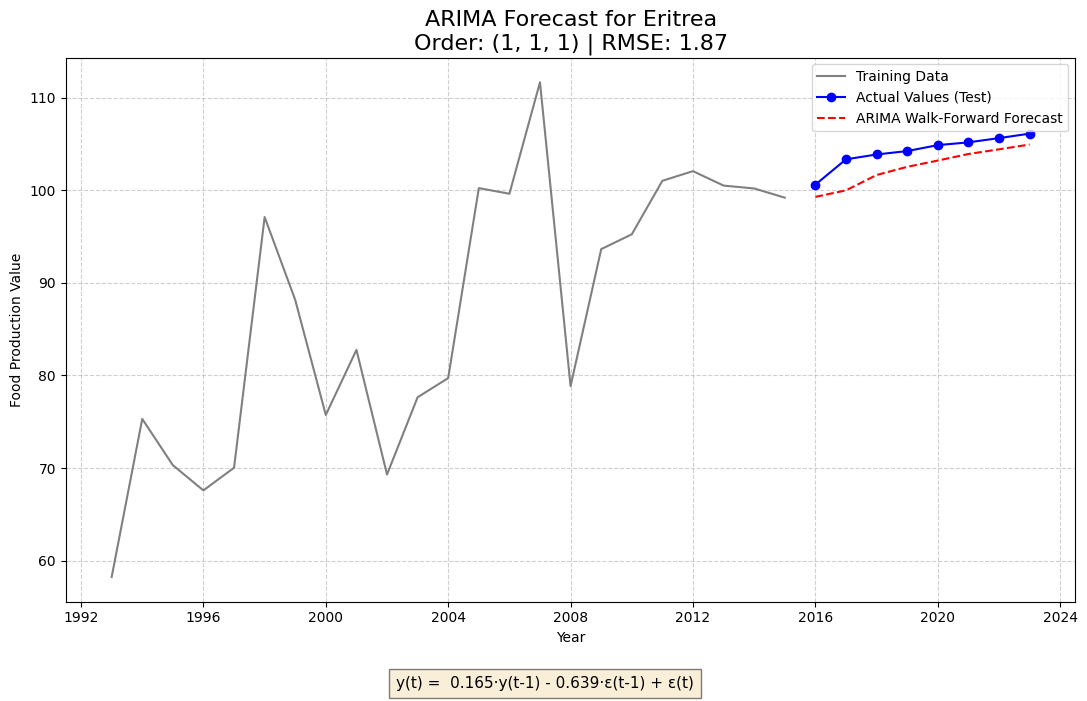 ARIMA Forecast for Eritrea
Order: (1, 1, 1) | RMSE: 1.87
Training Data
Actual Values (Test)
ARIMA Walk-Forward Forecast
Food Production Value
110
100
90
80
70
60
1992 1996 2000 2004 2008 2012 2016 2020 2024
Year
y(t) = 0.165·y(t-1) - 0.639·ε(t-1) + ε(t)